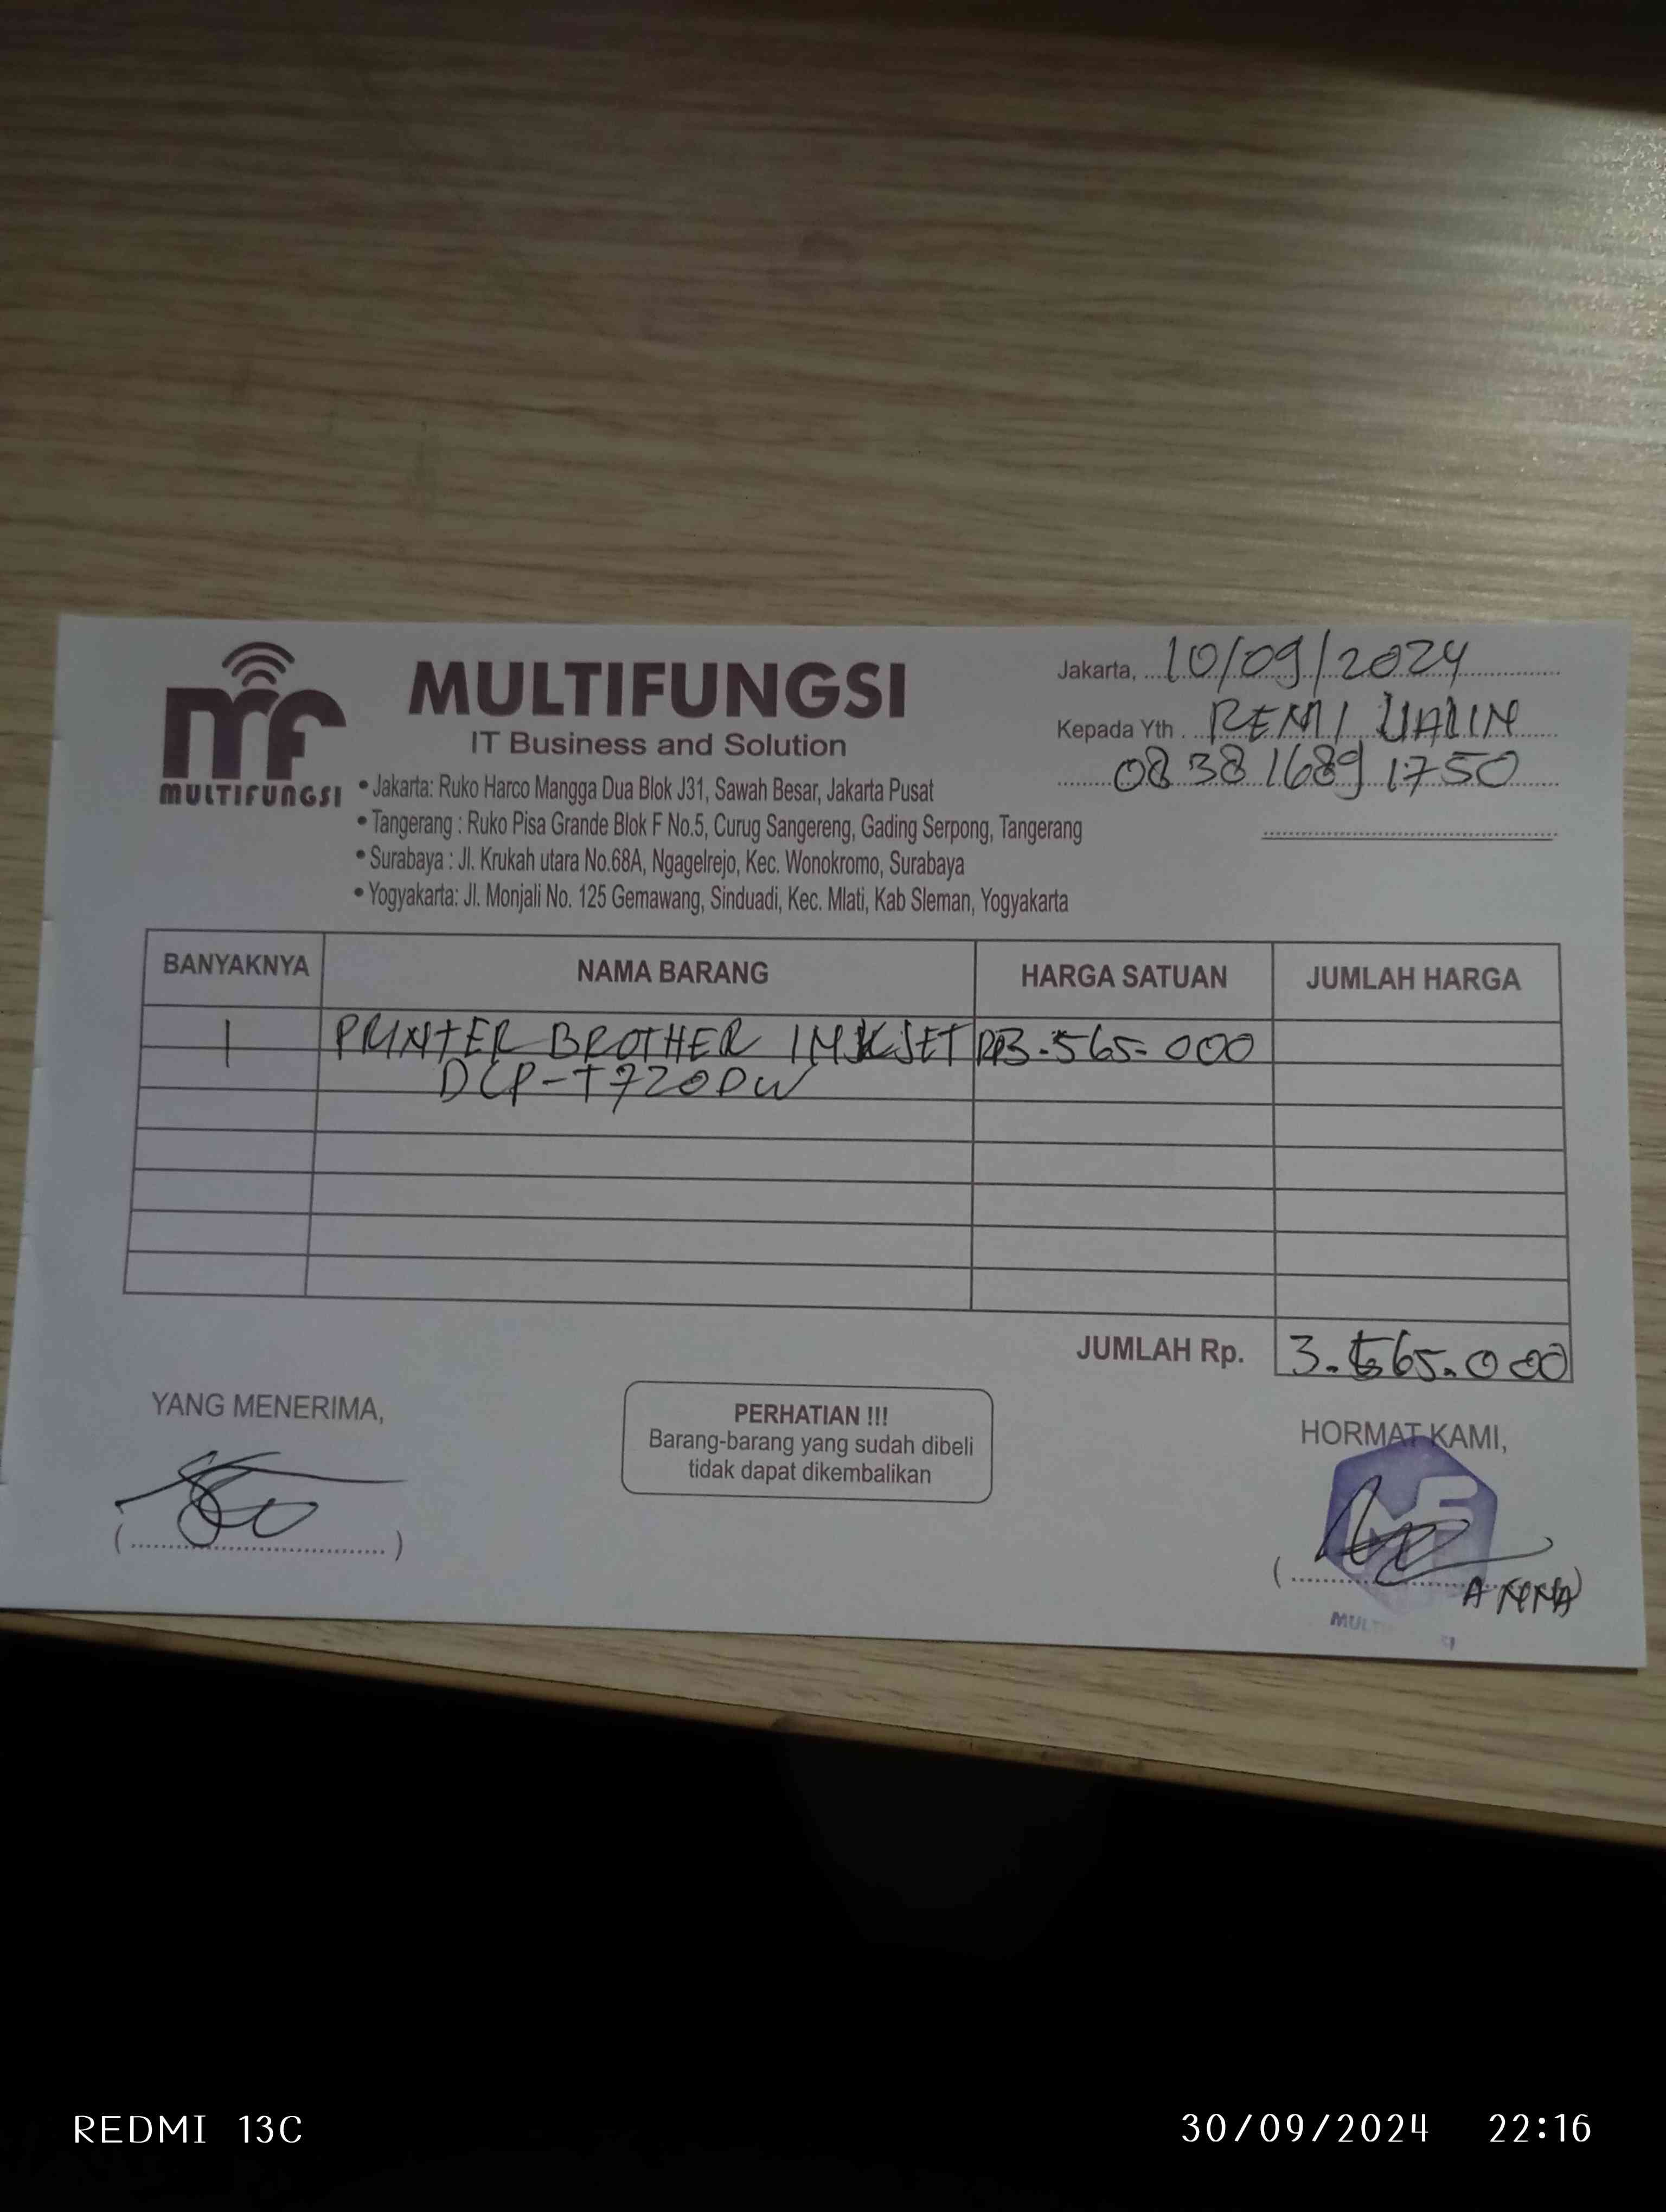 mf
MULTIFUNGSI
MULTIFUNGSI
IT Business and Solution
• Jakarta: Ruko Harco Mangga Dua Blok J31, Sawah Besar, Jakarta Pusat
• Tangerang : Ruko Pisa Grande Blok F No.5, Curug Sangereng, Gading Serpong, Tangerang
• Surabaya : Jl. Krukah utara No.68A, Ngagelrejo, Kec. Wonokromo, Surabaya
• Yogyakarta: Jl. Monjali No. 125 Gemawang, Sinduadi, Kec. Mlati, Kab Sleman, Yogyakarta
Jakarta, 10/09/2024
Kepada Yth . REMI
083816891750
BANYAKNYA NAMA BARANG HARGA SATUAN JUMLAH HARGA
1 PRINTER BROTHER INKJET RP3.565.000
DCP-T720DW
JUMLAH Rp. 3.565.000
YANG MENERIMA,
PERHATIAN !!!
Barang-barang yang sudah dibeli
tidak dapat dikembalikan
HORMAT KAMI,
MF
ANNA
REDMI 13C
30/09/2024 22:16